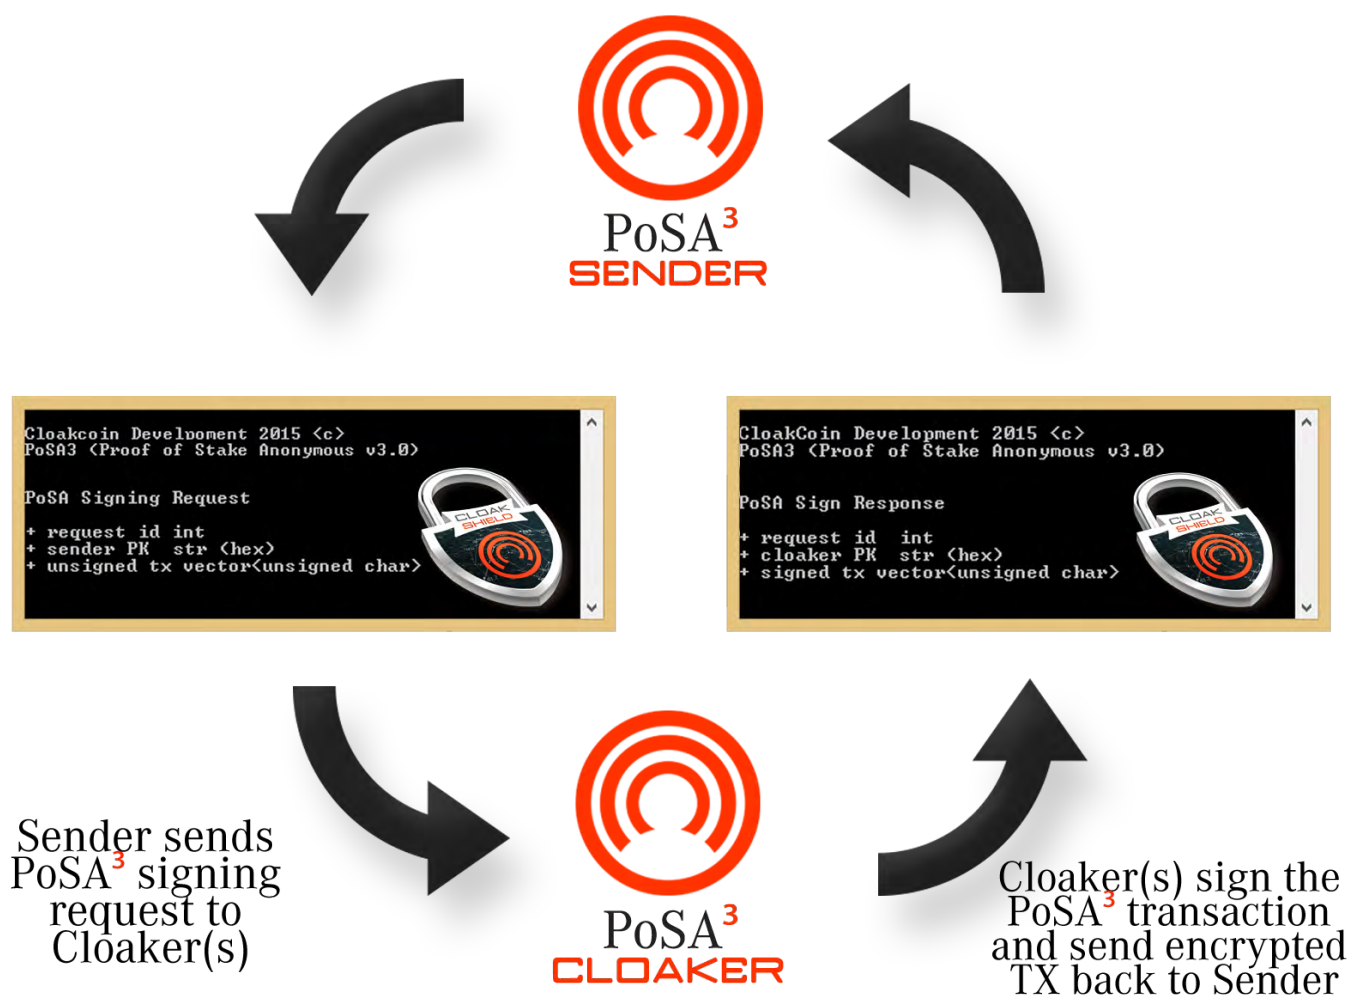 PoSA³
SENDER
Cloakcoin Development 2015 <c>
PoSA3 (Proof of Stake Anonymous v3.0)
PoSA Signing Request
+ request id int
+ sender PK str (hex)
+ unsigned tx vector<unsigned char>
CLOAK
SHIELD
CloakCoin Development 2015 <c>
PoSA3 (Proof of Stake Anonymous v3.0)
PoSA Sign Response
+ request id int
+ cloaker PK str (hex)
+ signed tx vector<unsigned char>
CLOAK
SHIELD
Sender sends
PoSA³ signing
request to
Cloaker(s)
PoSA³
CLOAKER
Cloaker(s) sign the
PoSA³ transaction
and send encrypted
TX back to Sender